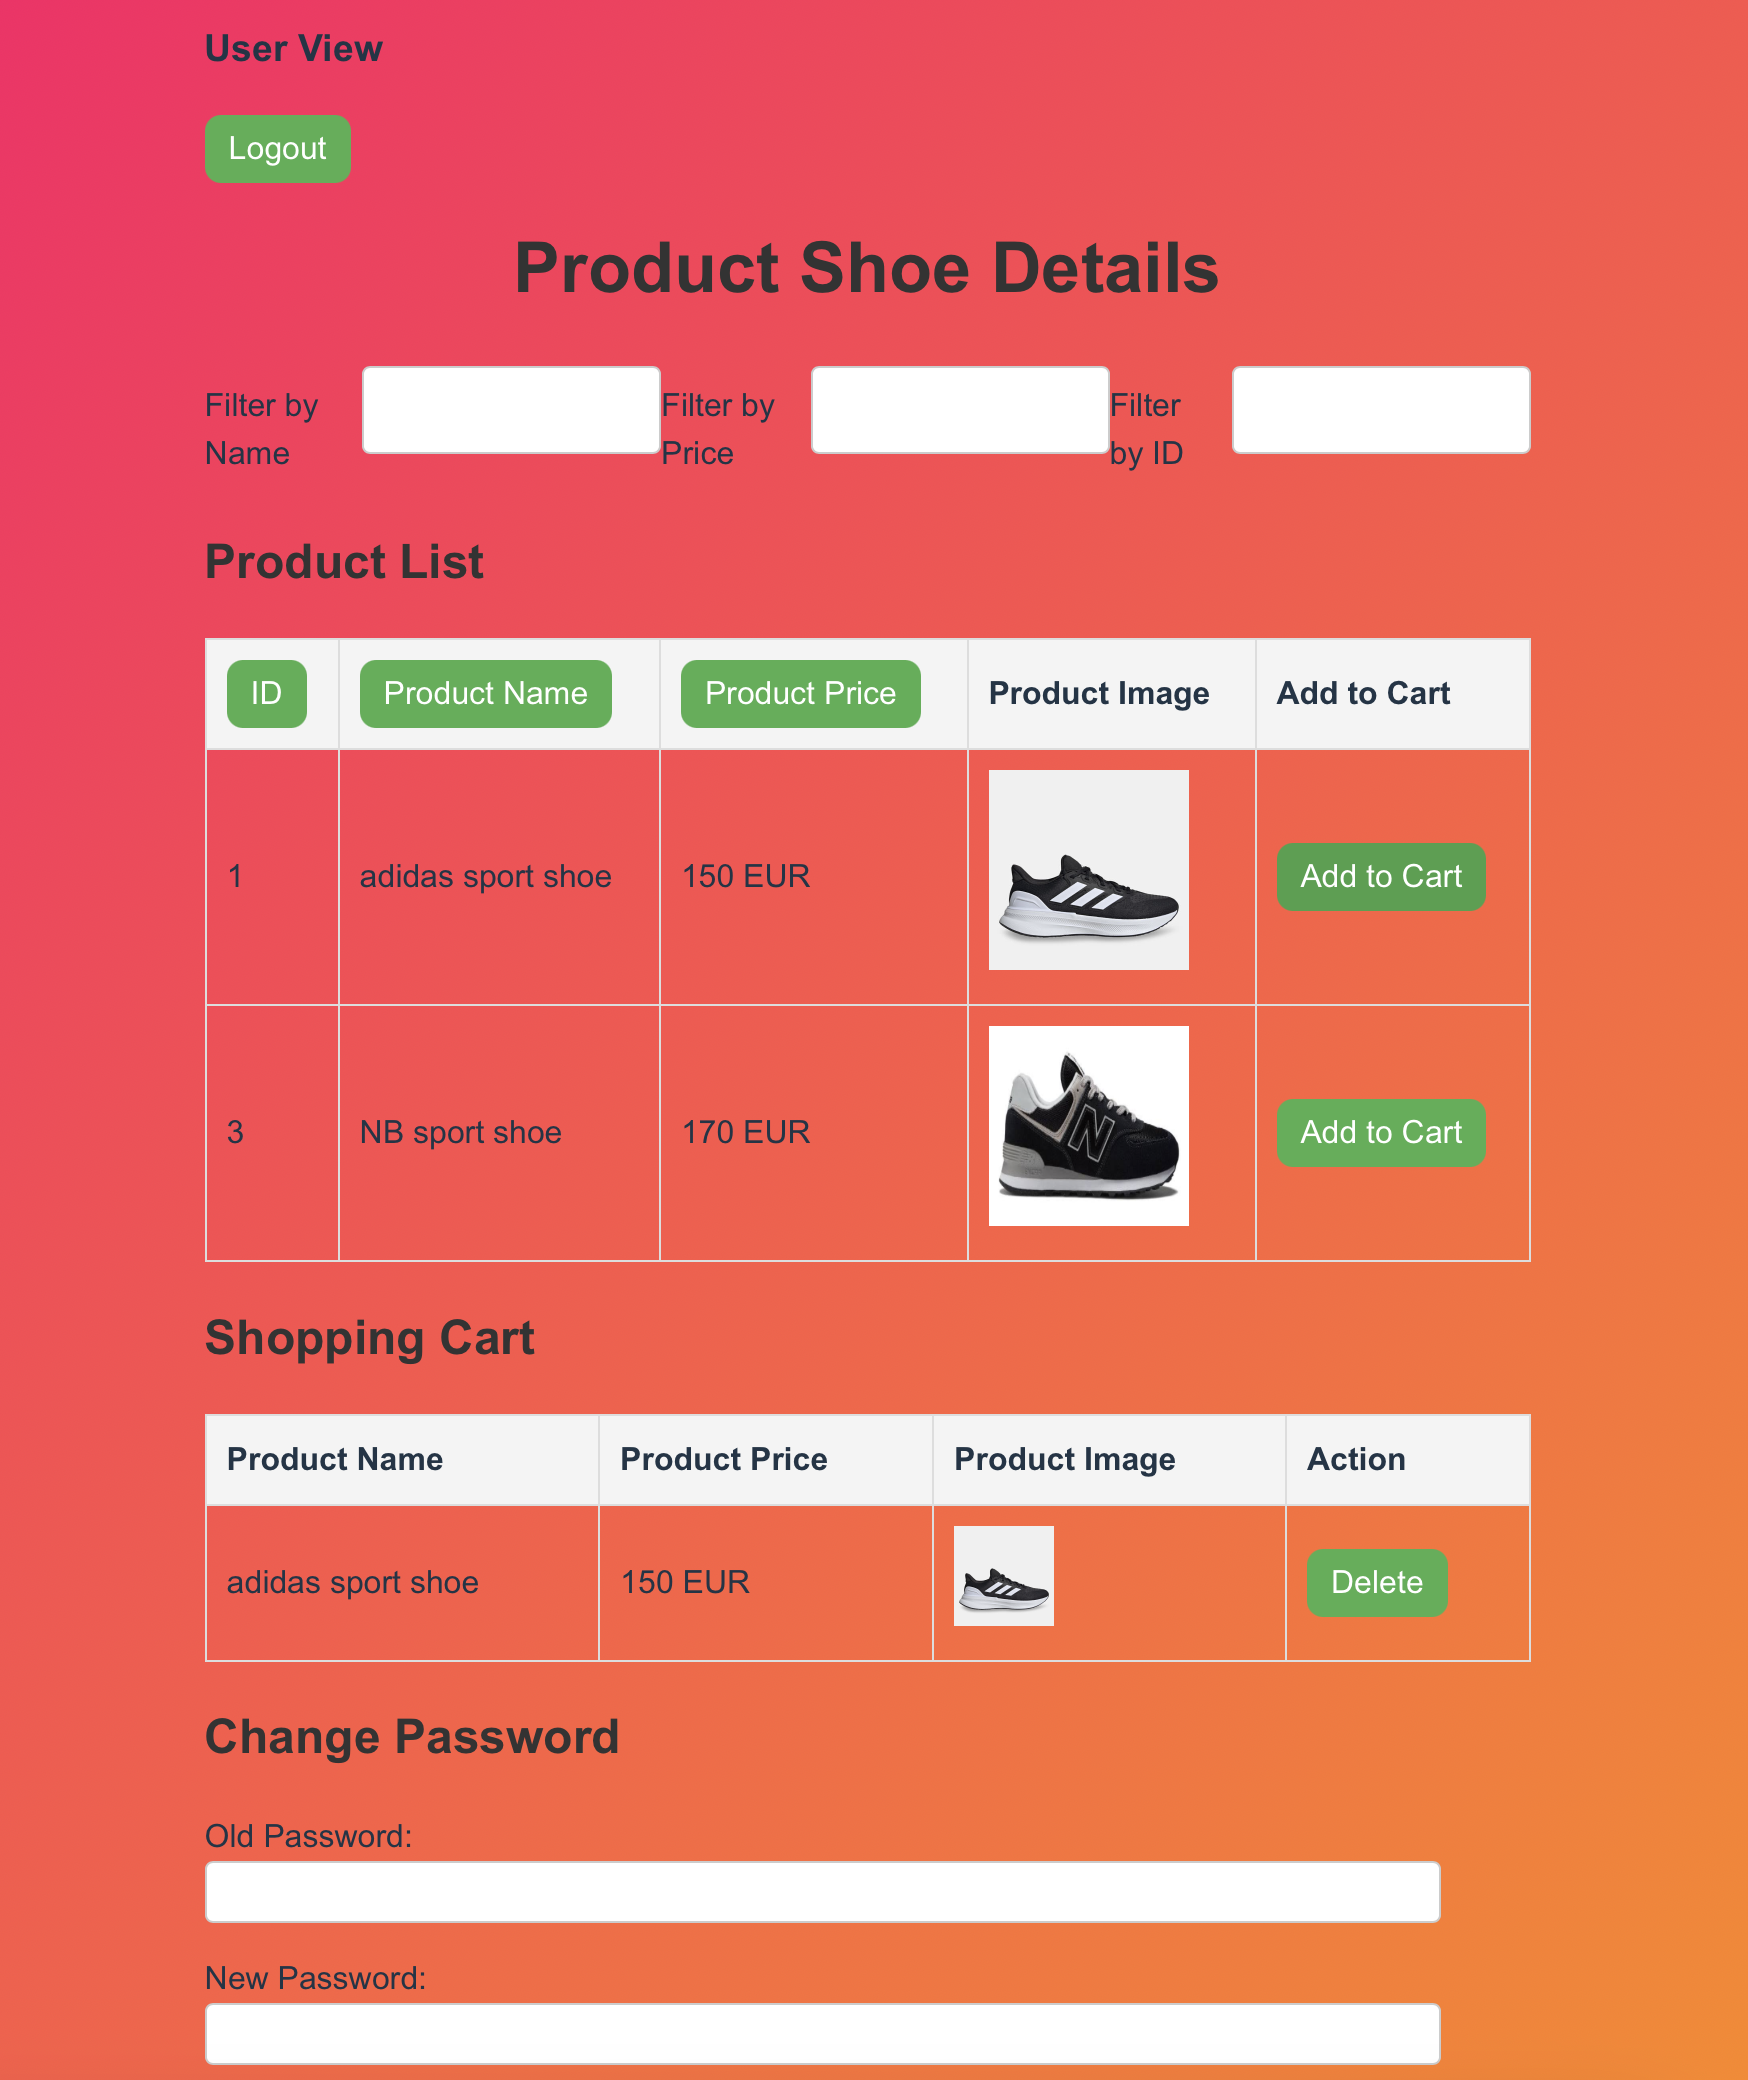 User View
Logout
Product Shoe Details
Filter by
Name
Filter by
Price
Filter
by ID
Product List
ID Product Name Product Price Product Image Add to Cart
1 adidas sport shoe 150 EUR Add to Cart
3 NB sport shoe 170 EUR N Add to Cart
Shopping Cart
Product Name Product Price Product Image Action
adidas sport shoe 150 EUR Delete
Change Password
Old Password:
New Password: